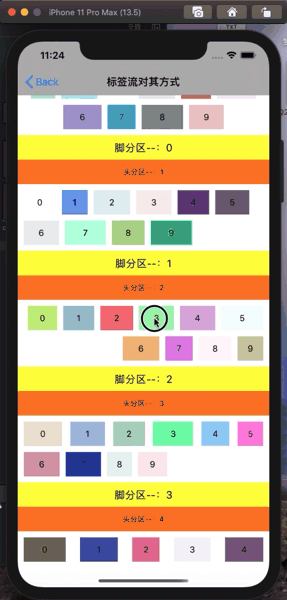 iPhone 11 Pro Max (13.5)
11:24
Back 标签流对其方式
6 7 8 9
脚分区--: 0
头分区-- 1
0 1 2 3 4 5
6 7 8 9
脚分区--: 1
头分区-- 2
0 1 2 3 4 5
6 7 8 9
脚分区--: 2
头分区-- 3
0 1 2 3 4 5
6 8 9
脚分区--: 3
头分区-- 4
0 1 2 3 4